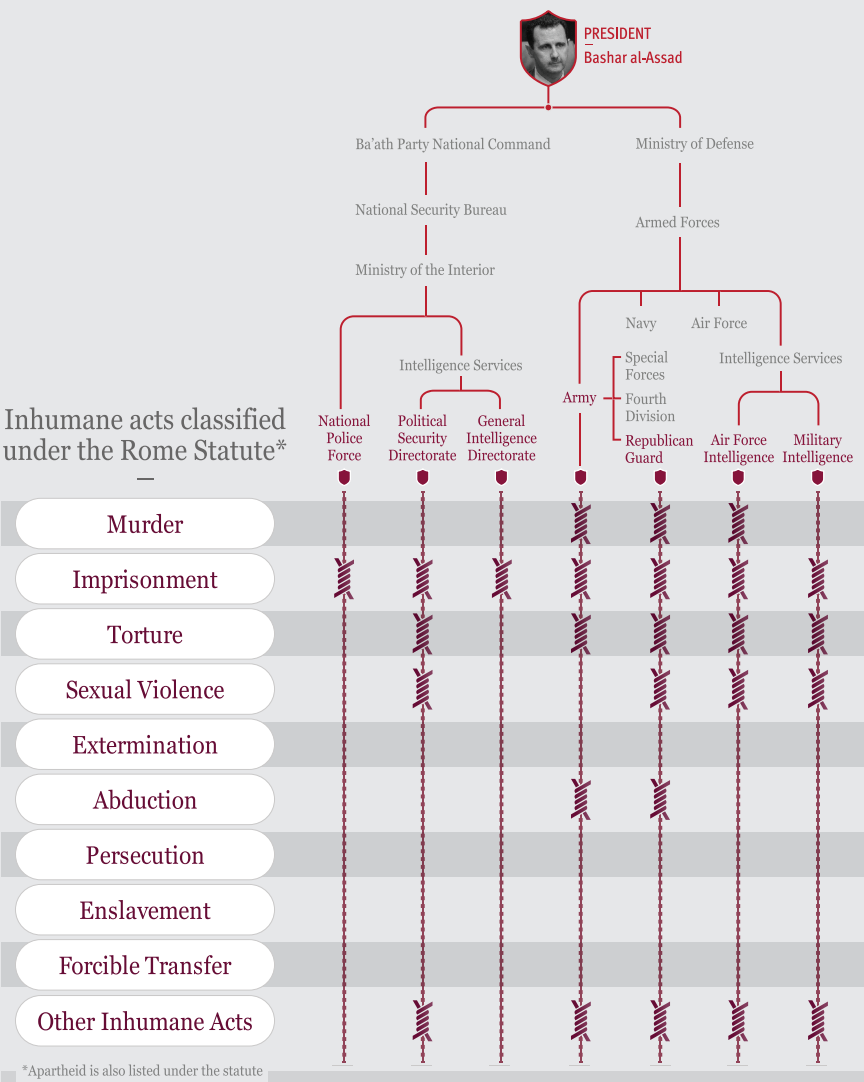 PRESIDENT
Bashar al-Assad
Ba'ath Party National Command
Ministry of Defense
National Security Bureau
Armed Forces
Ministry of the Interior
Navy
Air Force
Intelligence Services
Special
Forces
Intelligence Services
Army
Fourth
Division
Republican
Guard
National
Police
Force
Political
Security
Directorate
General
Intelligence
Directorate
Air Force
Intelligence
Military
Intelligence
Inhumane acts classified
under the Rome Statute*
Murder
Imprisonment
Torture
Sexual Violence
Extermination
Abduction
Persecution
Enslavement
Forcible Transfer
Other Inhumane Acts
*Apartheid is also listed under the statute